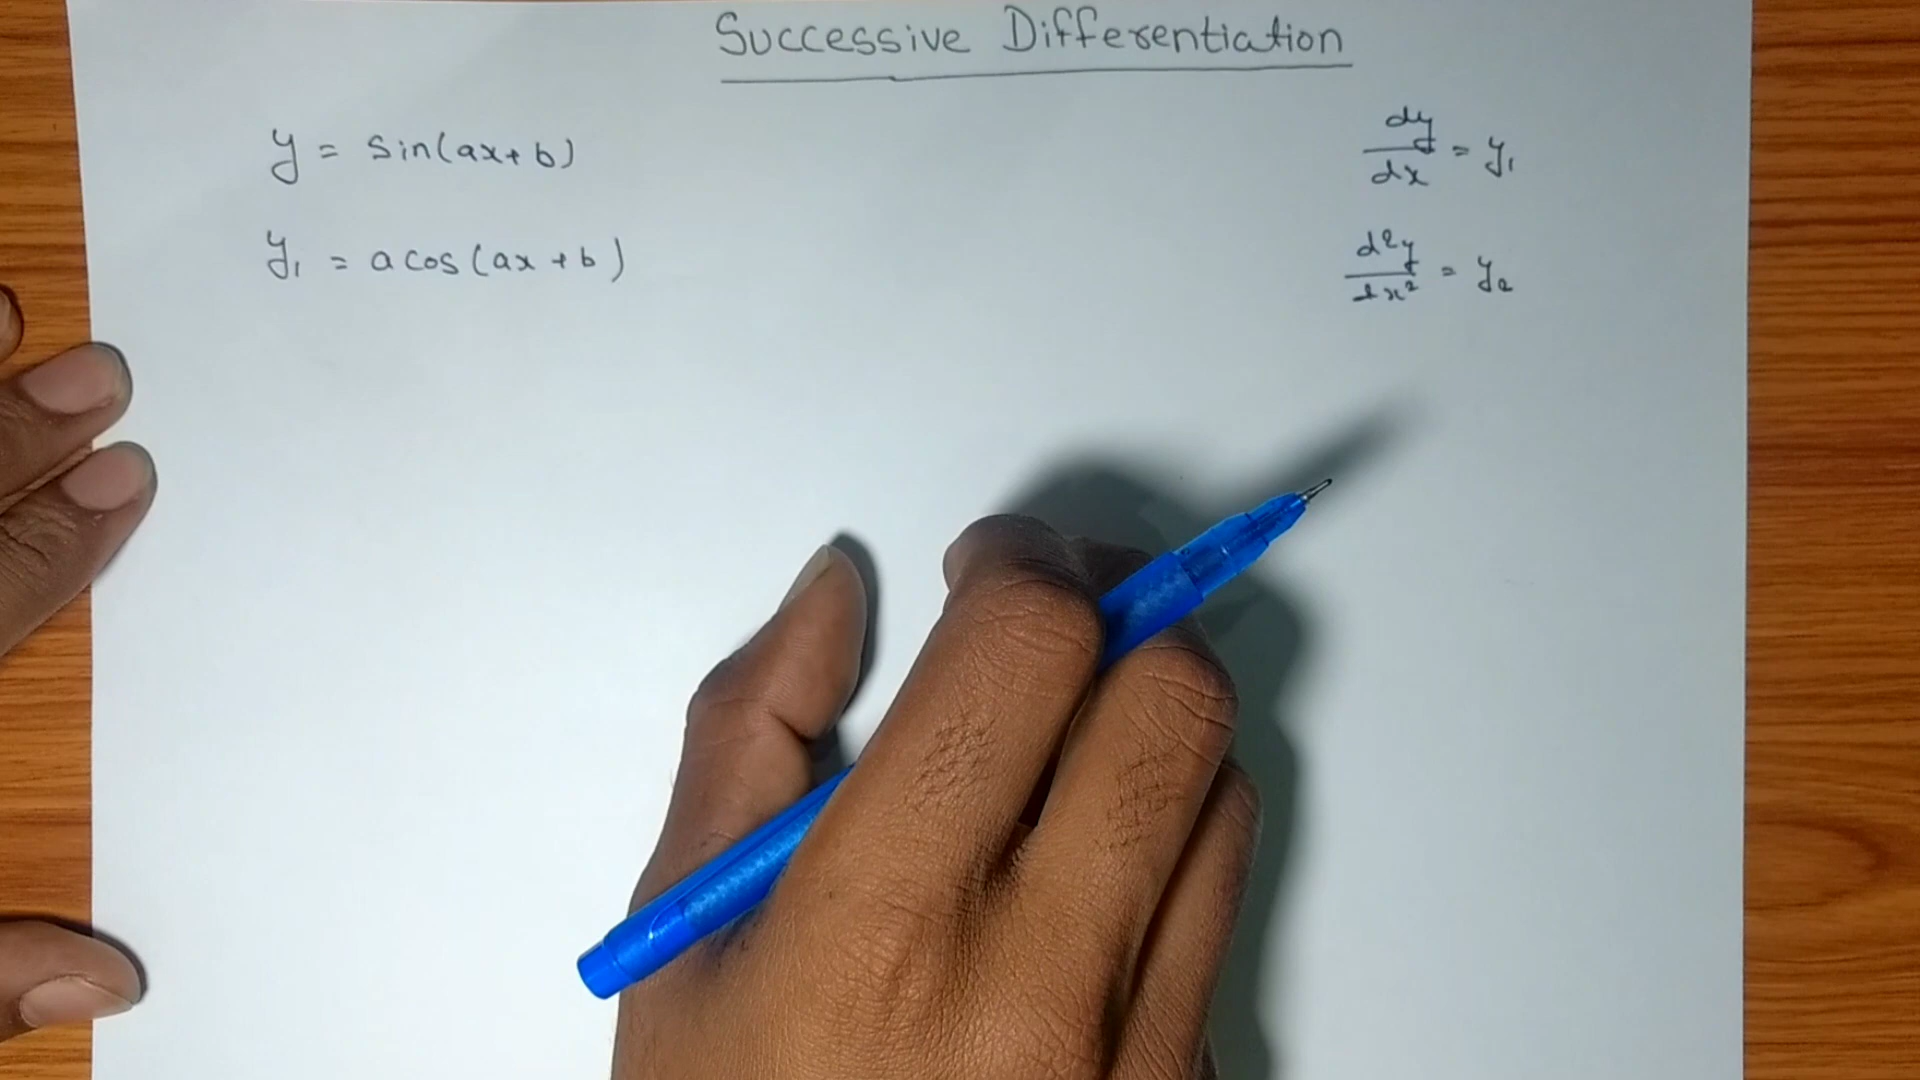 Successive Differentiation
y = sin(ax+b)
y₁ = a cos(ax+b)
dy/dx = y₁
d²y/dx² = y₂